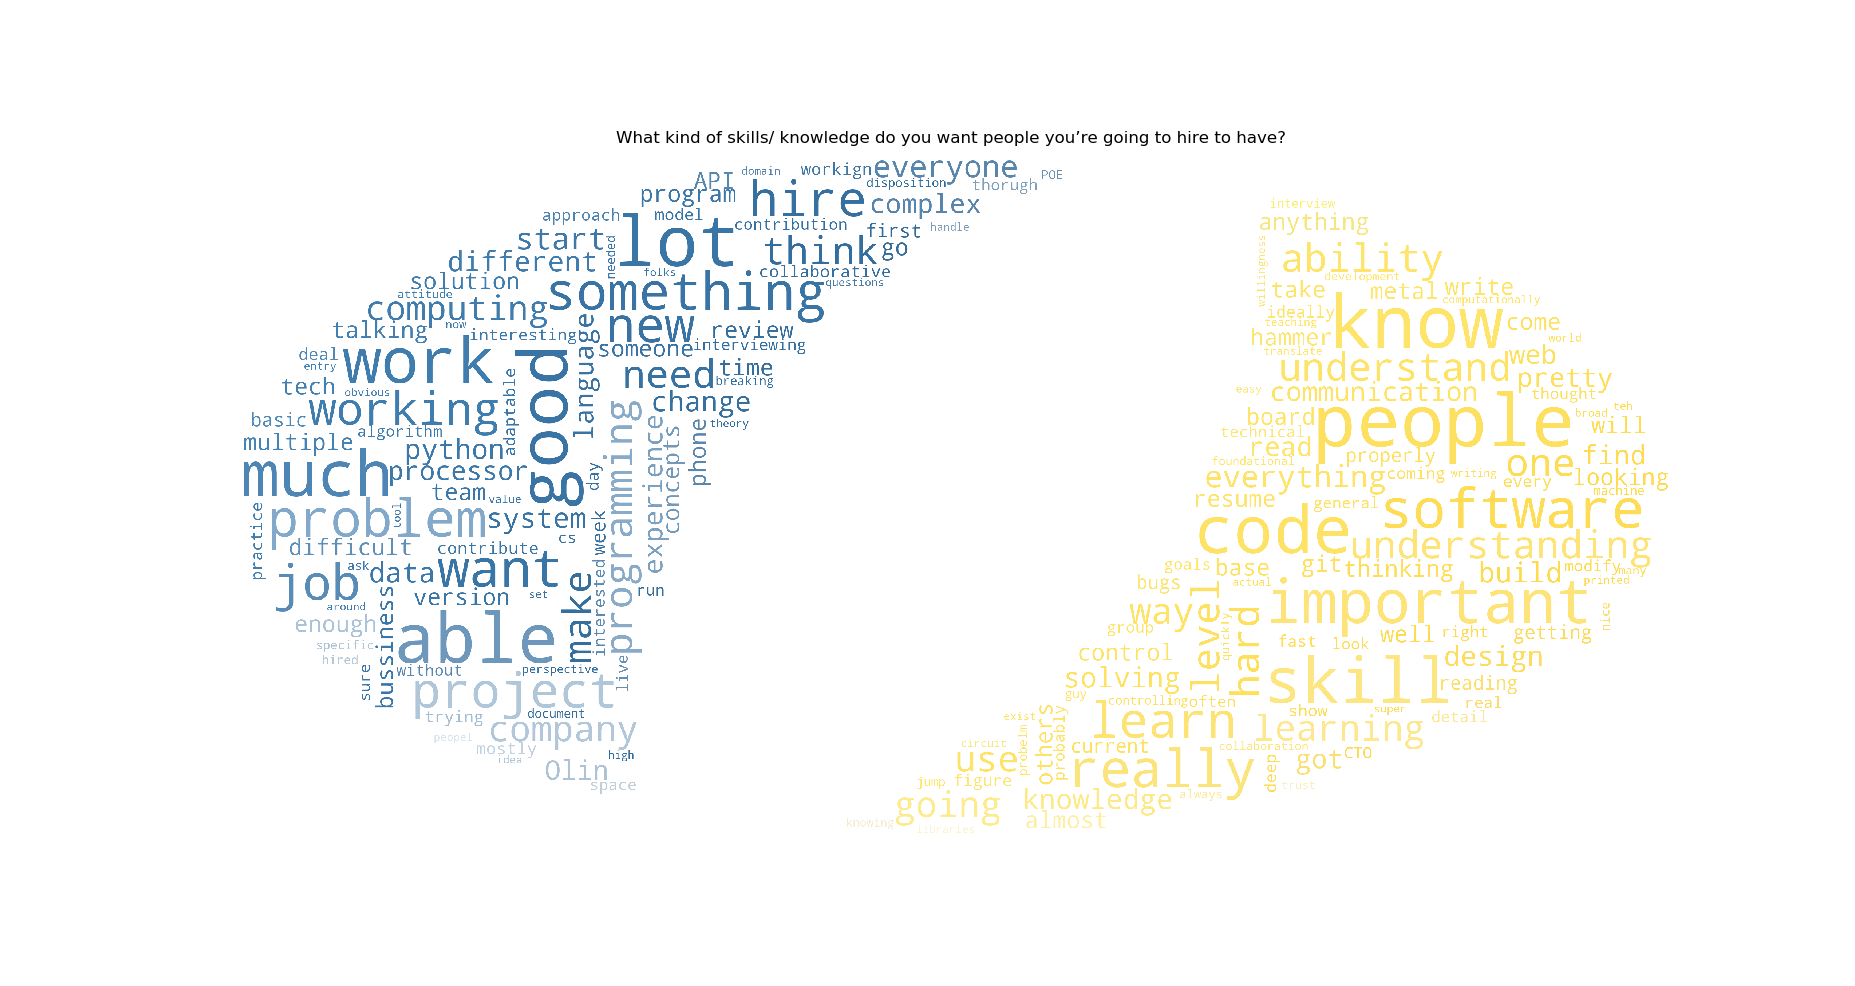 What kind of skills/ knowledge do you want people you’re going to hire to have?
API
domain
workign
everyone
POE
program
disposition
thorugh
hire
complex
approach
model
contribution
first
handle
start
lot
think
go
needed
different
folks
collaborative
solution
something
questions
attitude
computing
now
interesting
language
new
review
talking
someone
interviewing
deal
entry
work
good
need
time
breaking
tech
obvious
adaptable
working
change
basic
algorithm
programming
experience
concepts
phone
theory
multiple
python
much
processor
day
team
value
problem
tool
system
practice
cs
week
difficult
contribute
job
ask
data
want
make
interested
run
around
version
set
enough
business
able
specific
hired
sure
without
perspective
live
project
trying
document
company
peopel
mostly
idea
high
Olin
space
interview
anything
willingness
ability
development
take
metal
write
computationally
ideally
teaching
know
come
hammer
translate
world
understand
web
easy
communication
pretty
thought
board
people
broad
teh
technical
will
read
properly
one
find
foundational
everything
coming
writing
every
looking
machine
resume
general
code
software
understanding
goals
base
git
thinking
build
modify
many
bugs
actual
printed
way
level
hard
important
nice
group
quickly
fast
look
well
right
getting
control
design
solving
skill
reading
guy
controlling
often
real
exist
others
probably
learn
show
super
learning
detail
circuit
probelm
current
collaboration
got
CTO
use
really
deep
jump
figure
trust
going
knowledge
always
knowing
almost
libraries